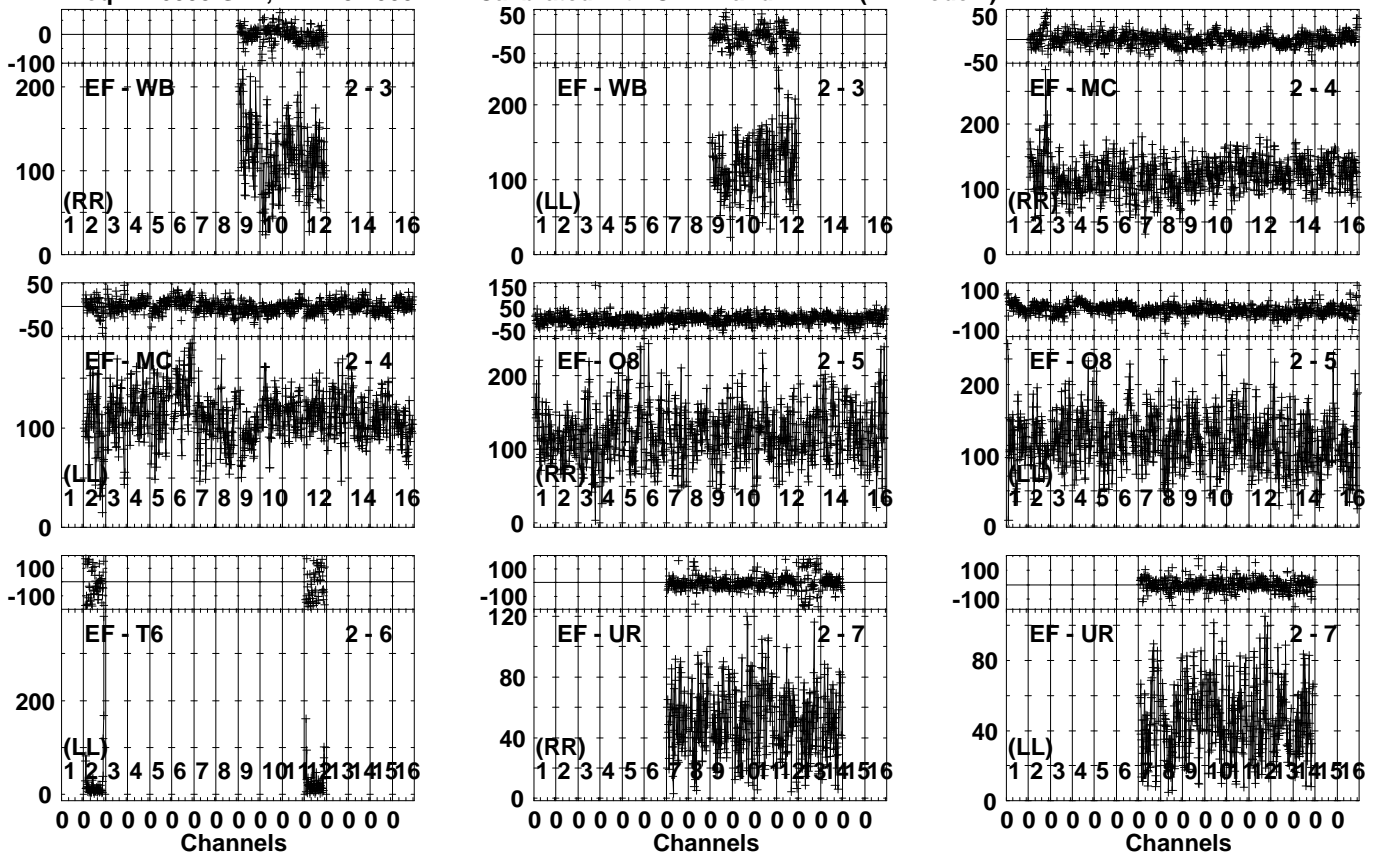 0 50 50
-100 -50 -50
200 EF - WB 2 - 3 200 EF - WB 2 - 3 200 EF - MC 2 - 4
100 100 100
(RR) (LL) (RR)
1 2 3 4 5 6 7 8 9 10 12 14 16 1 2 3 4 5 6 7 8 9 10 12 14 16 1 2 3 4 5 6 7 8 9 10 12 14 16
0 0 0
50 150 100
-50 50 -100
-50
EF - MC 2 - 4 EF - O8 2 - 5 EF - O8 2 - 5
100 200 200
100 100
(LL) (RR) (LL)
1 2 3 4 5 6 7 8 9 10 12 14 16 1 2 3 4 5 6 7 8 9 10 12 14 16 1 2 3 4 5 6 7 8 9 10 12 14 16
0 0 0
100 100 100
-100 -100 -100
EF - T6 2 - 6 120 EF - UR 2 - 7 EF - UR 2 - 7
200 80 80
40 40
(LL) (RR) (LL)
1 2 3 4 5 6 7 8 9 10 11 12 13 14 15 16 1 2 3 4 5 6 7 8 9 10 11 12 13 14 15 16 1 2 3 4 5 6 7 8 9 10 11 12 13 14 15 16
0 0 0
0 0 0 0 0 0 0 0 0 0 0 0 0 0 0 0 0 0 0 0 0 0 0 0 0 0 0 0 0 0 0 0 0 0 0 0 0 0 0 0 0 0 0 0 0 0 0 0
Channels Channels Channels